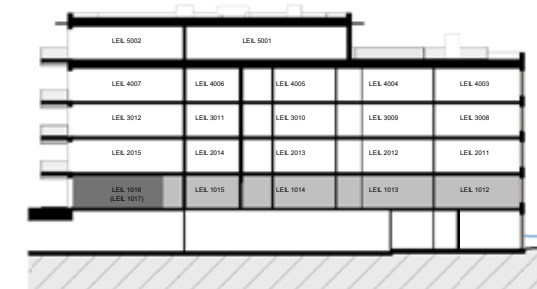 LEIL 5002
LEIL 5001
LEIL 4007
LEIL 4006
LEIL 4005
LEIL 4004
LEIL 4003
LEIL 3012
LEIL 3011
LEIL 3010
LEIL 3009
LEIL 3008
LEIL 2015
LEIL 2014
LEIL 2013
LEIL 2012
LEIL 2011
LEIL 1016
(LEIL 1017)
LEIL 1015
LEIL 1014
LEIL 1013
LEIL 1012